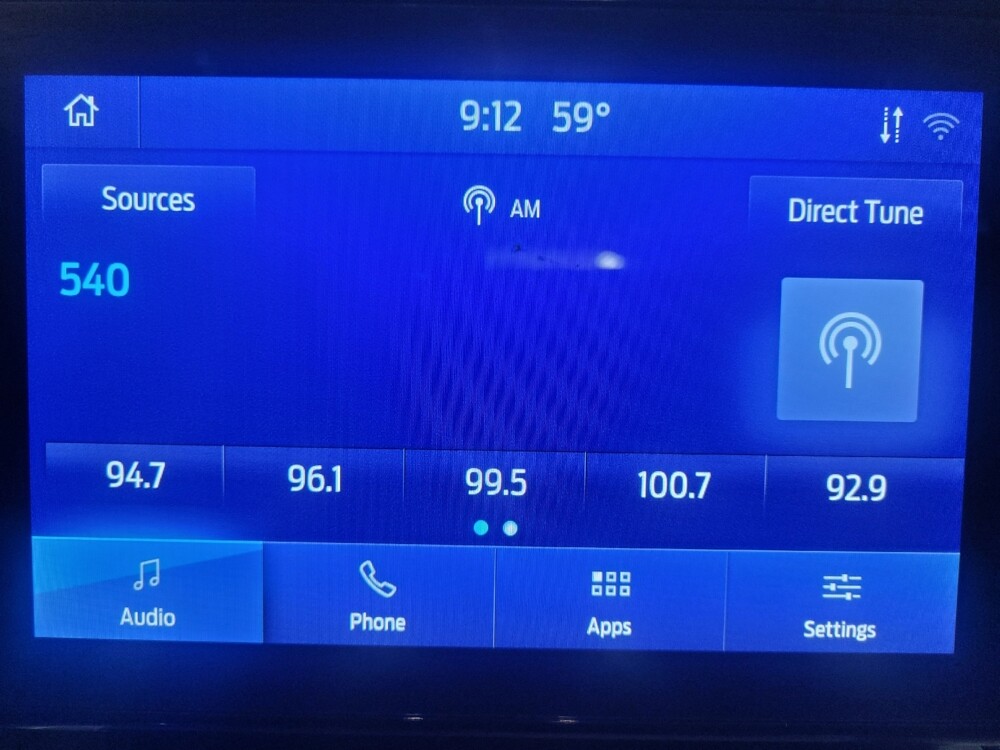 9:12 59°
Sources
AM
Direct Tune
540
94.7 96.1 99.5 100.7 92.9
Audio Phone Apps Settings